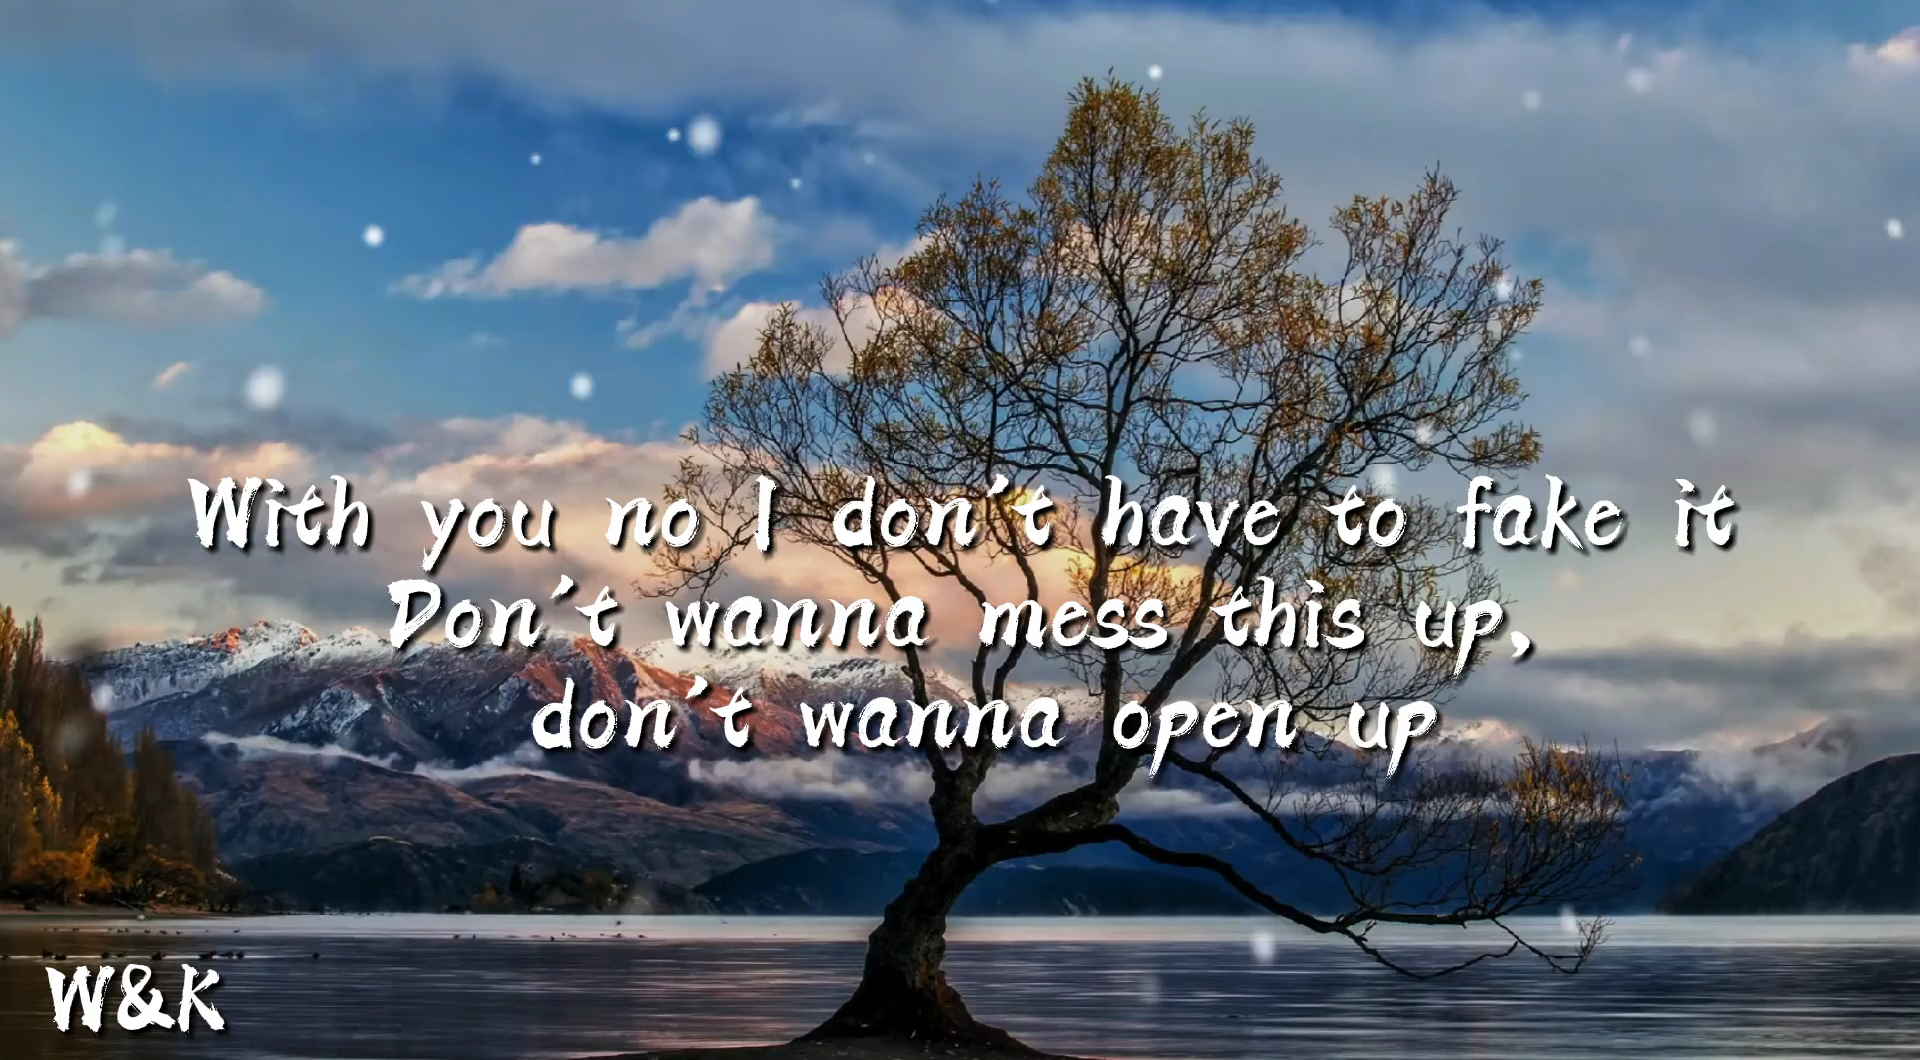 With you no I don't have to fake it
Don't wanna mess this up,
don't wanna open up
W&K